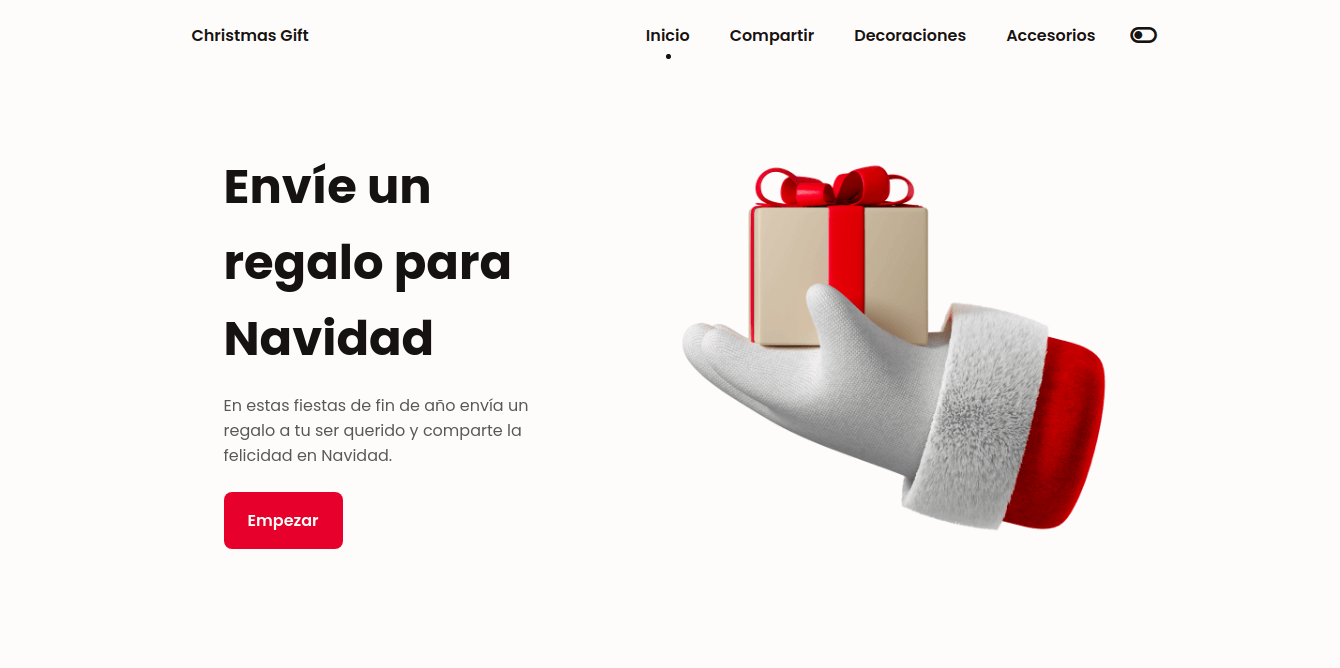 Christmas Gift
Inicio
Compartir
Decoraciones
Accesorios
Envíe un
regalo para
Navidad
En estas fiestas de fin de año envía un
regalo a tu ser querido y comparte la
felicidad en Navidad.
Empezar